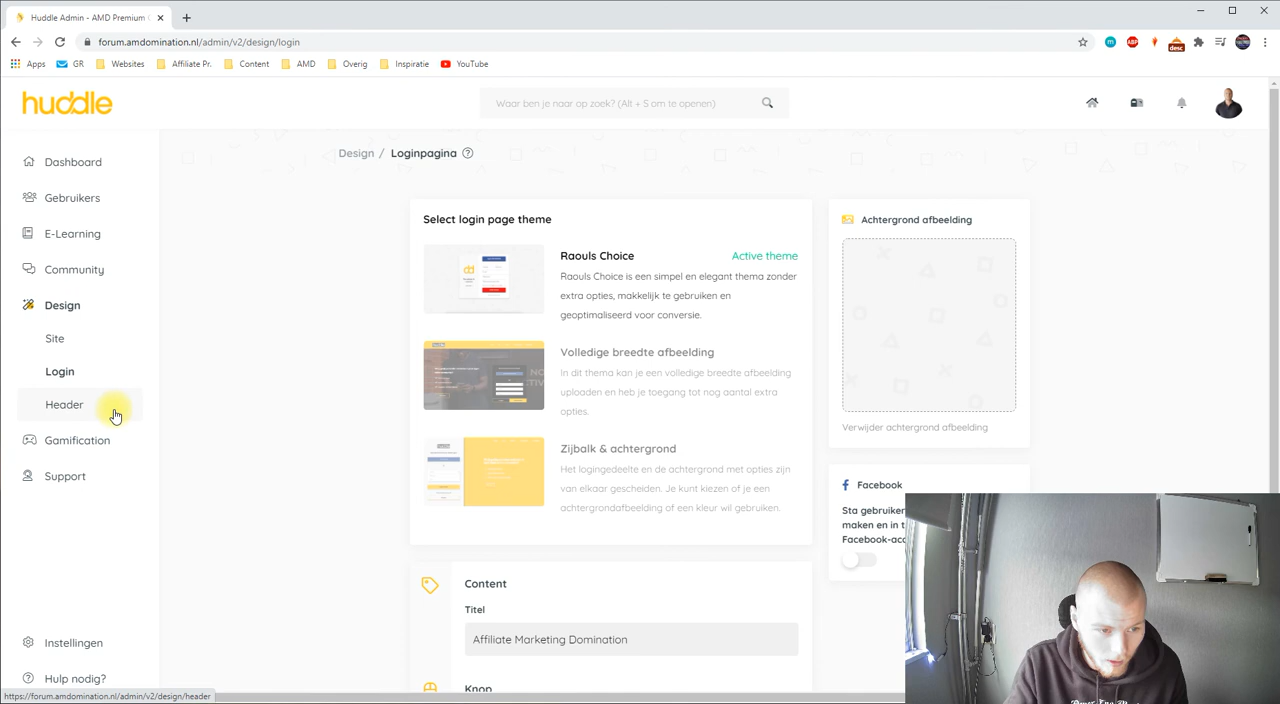 Huddle Admin - AMD Premium
forum.amdomination.nl/admin/v2/design/login
ABP
desc
Apps
GR
Websites
Affiliate Pr.
Content
AMD
Overig
Inspiratie
YouTube
huddle
Waar ben je naar op zoek? (Alt + S om te openen)
Dashboard
Gebruikers
E-Learning
Community
Design
Site
Login
Header
Gamification
Support
Instellingen
Hulp nodig?
https://forum.amdomination.nl/admin/v2/design/header
Design / Loginpagina
Select login page theme
Raouls Choice
Active theme
Raouls Choice is een simpel en elegant thema zonder
extra opties, makkelijk te gebruiken en
geoptimaliseerd voor conversie.
Volledige breedte afbeelding
In dit thema kan je een volledige breedte afbeelding
uploaden en heb je toegang tot nog aantal extra
opties.
Zijbalk & achtergrond
Het logingedeelte en de achtergrond met opties zijn
van elkaar gescheiden. Je kunt kiezen of je een
achtergrondafbeelding of een kleur wil gebruiken.
Content
Titel
Affiliate Marketing Domination
Knop
Achtergrond afbeelding
Verwijder achtergrond afbeelding
Facebook
Sta gebruiker
maken en in t
Facebook-acc